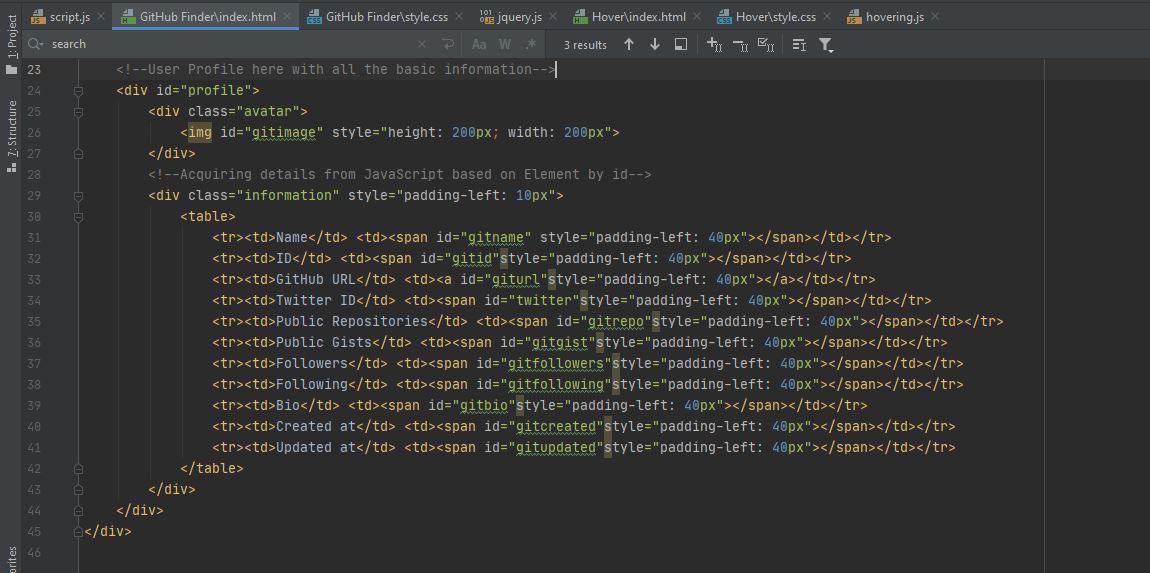 script.js GitHub Finder\index.html GitHub Finder\style.css jquery.js Hover\index.html Hover\style.css hovering.js
search Aa W .* 3 results
1: Project
7: Structure
23 <!--User Profile here with all the basic information-->
24 <div id="profile">
25 <div class="avatar">
26 <img id="gitimage" style="height: 200px; width: 200px">
27 </div>
28 <!--Acquiring details from JavaScript based on Element by id-->
29 <div class="information" style="padding-left: 10px">
30 <table>
31 <tr><td>Name</td> <td><span id="gitname" style="padding-left: 40px"></span></td></tr>
32 <tr><td>ID</td> <td><span id="gitid"style="padding-left: 40px"></span></td></tr>
33 <tr><td>GitHub URL</td> <td><a id="giturl"style="padding-left: 40px"></a></td></tr>
34 <tr><td>Twitter ID</td> <td><span id="twitter"style="padding-left: 40px"></span></td></tr>
35 <tr><td>Public Repositories</td> <td><span id="gitrepo"style="padding-left: 40px"></span></td></tr>
36 <tr><td>Public Gists</td> <td><span id="gitgist"style="padding-left: 40px"></span></td></tr>
37 <tr><td>Followers</td> <td><span id="gitfollowers"style="padding-left: 40px"></span></td></tr>
38 <tr><td>Following</td> <td><span id="gitfollowing"style="padding-left: 40px"></span></td></tr>
39 <tr><td>Bio</td> <td><span id="gitbio"style="padding-left: 40px"></span></td></tr>
40 <tr><td>Created at</td> <td><span id="gitcreated"style="padding-left: 40px"></span></td></tr>
41 <tr><td>Updated at</td> <td><span id="gitupdated"style="padding-left: 40px"></span></td></tr>
42 </table>
43 </div>
44 </div>
45 </div>
46